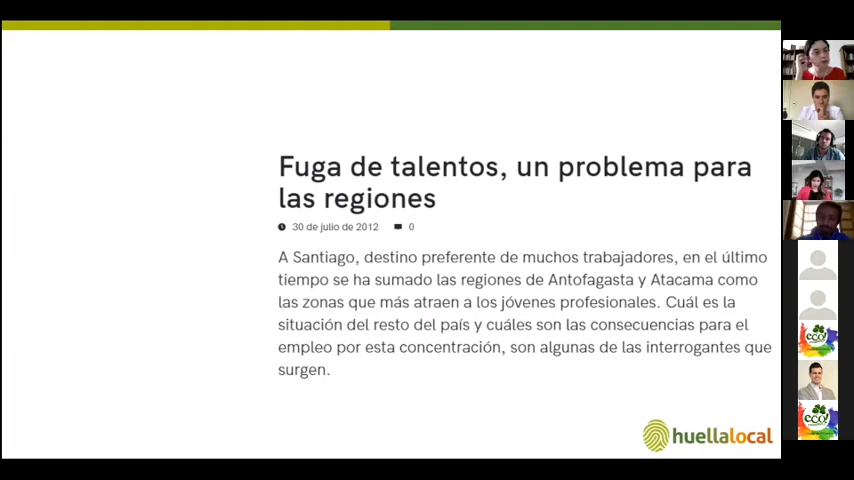 Fuga de talentos, un problema para
las regiones
30 de julio de 2012 0
A Santiago, destino preferente de muchos trabajadores, en el último
tiempo se ha sumado las regiones de Antofagasta y Atacama como
las zonas que más atraen a los jóvenes profesionales. Cuál es la
situación del resto del país y cuáles son las consecuencias para el
empleo por esta concentración, son algunas de las interrogantes que
surgen.
huellalocal
eco!
eco!